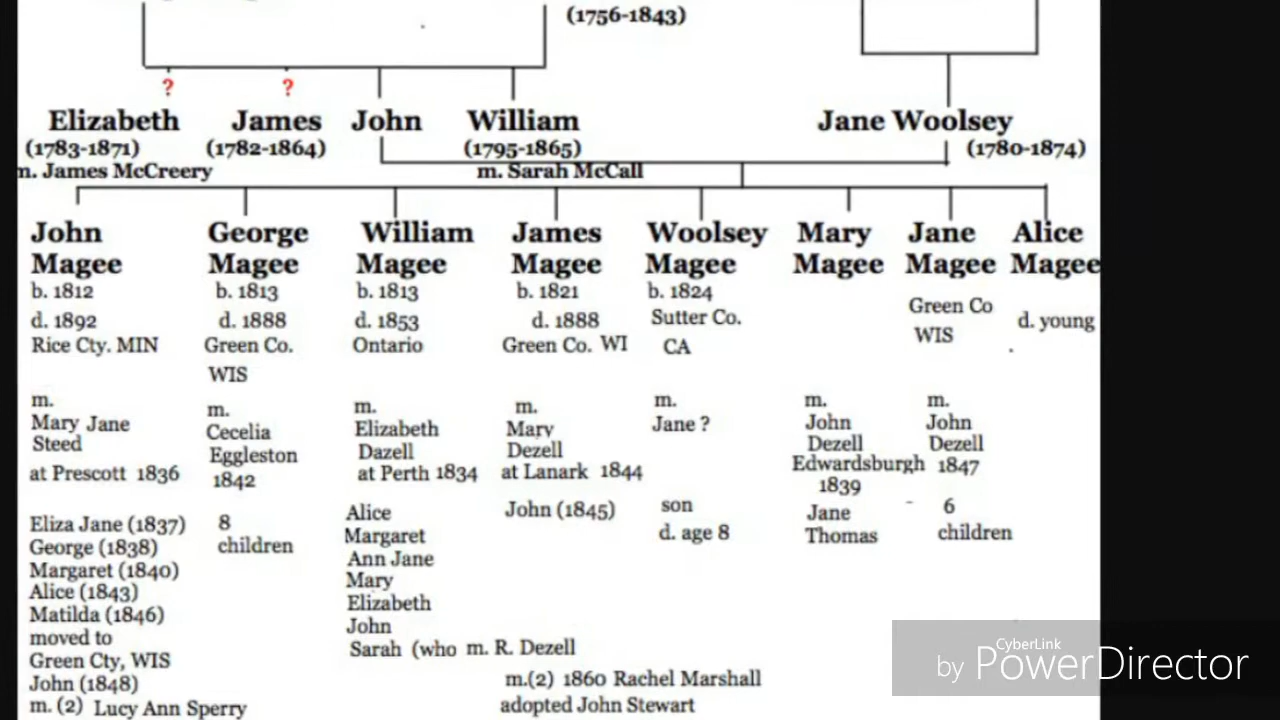 (1756-1843)
? ?
Elizabeth James John William Jane Woolsey
(1783-1871) (1782-1864) (1795-1865) (1780-1874)
m. James McCreery m. Sarah McCall
John George William James Woolsey Mary Jane Alice
Magee Magee Magee Magee Magee Magee Magee Magee
b. 1812
d. 1892
Rice Cty. MIN
m.
Mary Jane
Steed
at Prescott 1836
Eliza Jane (1837)
George (1838)
Margaret (1840)
Alice (1843)
Matilda (1846)
moved to
Green Cty, WIS
John (1848)
m. (2) Lucy Ann Sperry
b. 1813
d. 1888
Green Co.
WIS
m.
Cecelia
Eggleston
1842
8
children
b. 1813
d. 1853
Ontario
m.
Elizabeth
Dazell
at Perth 1834
Alice
Margaret
Ann Jane
Mary
Elizabeth
John
Sarah (who m. R. Dezell
b. 1821
d. 1888
Green Co. WI
m.
Mary
Dezell
at Lanark 1844
John (1845)
m.(2) 1860 Rachel Marshall
adopted John Stewart
b. 1824
Sutter Co.
CA
m.
Jane ?
son
d. age 8
m.
John
Dezell
Edwardsburgh
1839
Jane
Thomas
Green Co
WIS
m.
John
Dezell
1847
6
children
d. young
CyberLink
by PowerDirector